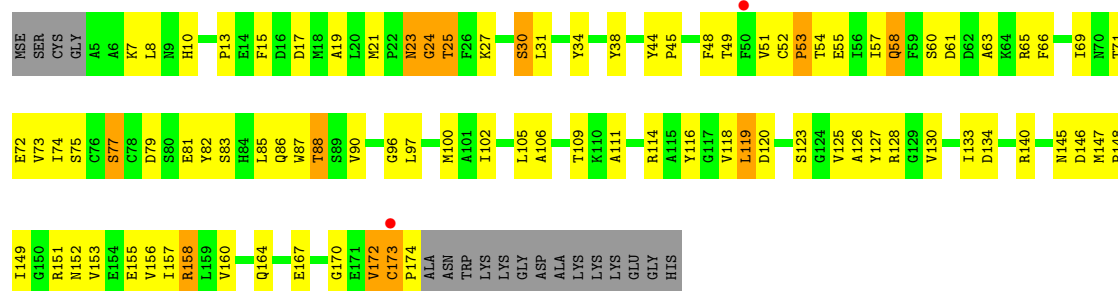 MSE SER CYS GLY A5 A6 K7 L8 N9 H10 P13 E14 F15 D16 D17 M18 A19 L20 M21 P22 N23 G24 T25 F26 K27 S30 L31 Y34 Y38 Y44 P45 F48 T49 F50 V51 C52 P53 T54 E55 I56 I57 Q58 F59 S60 D61 D62 A63 K64 R65 F66 I69 N70 T71
E72 V73 I74 S75 C76 S77 C78 D79 S80 E81 Y82 S83 H84 L85 Q86 W87 T88 S89 V90 G96 L97 M100 A101 I102 L105 A106 T109 K110 A111 R114 A115 Y116 G117 V118 L119 D120 S123 G124 V125 A126 Y127 R128 G129 V130 I133 D134 R140 N145 D146 M147 P148
I149 G150 R151 N152 V153 E154 E155 V156 I157 R158 L159 V160 Q164 E167 G170 E171 V172 C173 P174 ALA ASN TRP LYS LYS GLY ASP ALA LYS LYS LYS GLU GLY HIS